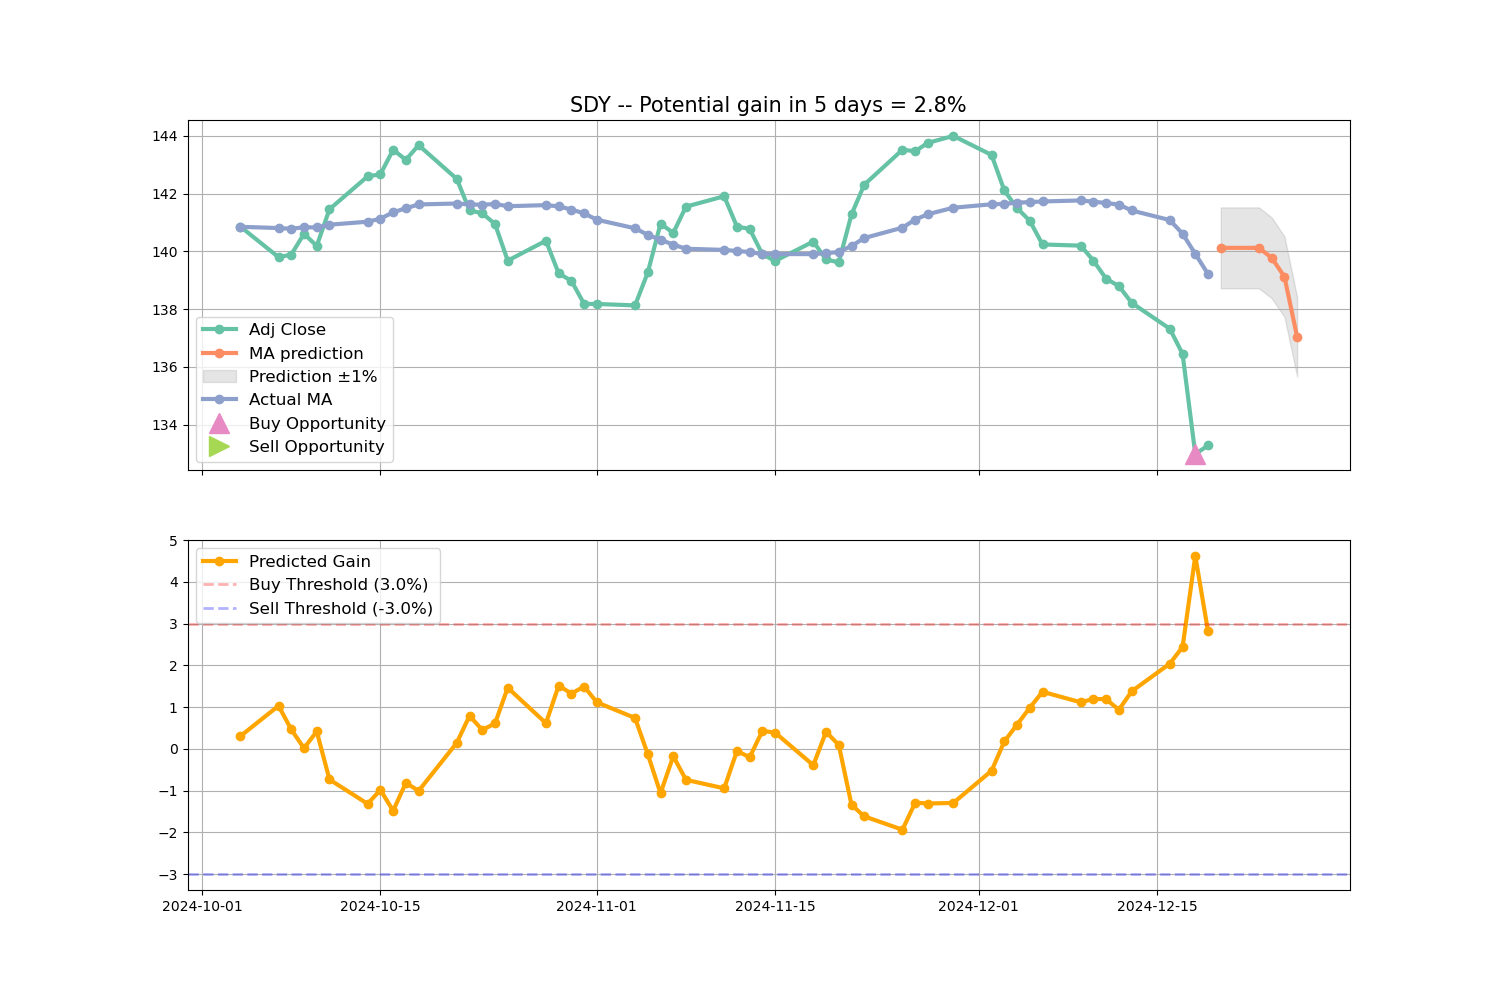 SDY -- Potential gain in 5 days = 2.8%
144
142
140
138
136
134
Adj Close
MA prediction
Prediction ±1%
Actual MA
Buy Opportunity
Sell Opportunity
5
4
3
2
1
0
−1
−2
−3
Predicted Gain
Buy Threshold (3.0%)
Sell Threshold (-3.0%)
2024-10-01
2024-10-15
2024-11-01
2024-11-15
2024-12-01
2024-12-15